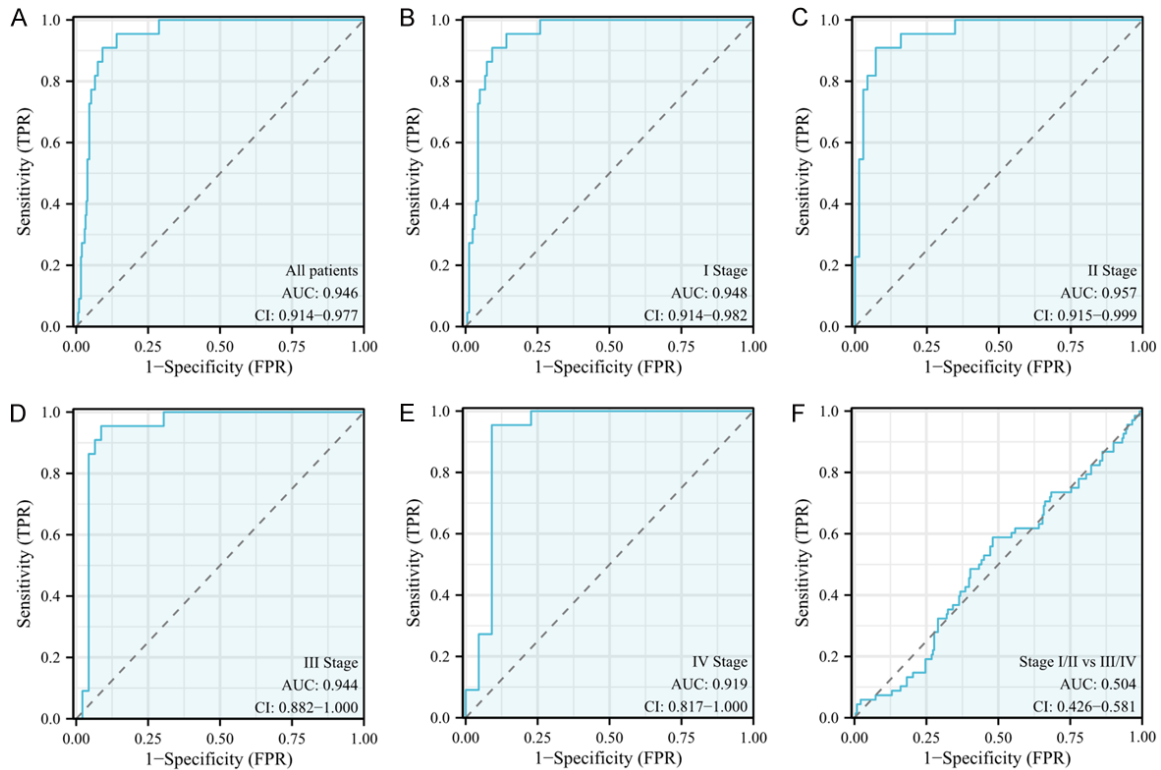 A
1.0
0.8
0.6
0.4
0.2
0.0
Sensitivity (TPR)
0.00 0.25 0.50 0.75 1.00
1−Specificity (FPR)
All patients
AUC: 0.946
CI: 0.914−0.977
B
1.0
0.8
0.6
0.4
0.2
0.0
Sensitivity (TPR)
0.00 0.25 0.50 0.75 1.00
1−Specificity (FPR)
I Stage
AUC: 0.948
CI: 0.914−0.982
C
1.0
0.8
0.6
0.4
0.2
0.0
Sensitivity (TPR)
0.00 0.25 0.50 0.75 1.00
1−Specificity (FPR)
II Stage
AUC: 0.957
CI: 0.915−0.999
D
1.0
0.8
0.6
0.4
0.2
0.0
Sensitivity (TPR)
0.00 0.25 0.50 0.75 1.00
1−Specificity (FPR)
III Stage
AUC: 0.944
CI: 0.882−1.000
E
1.0
0.8
0.6
0.4
0.2
0.0
Sensitivity (TPR)
0.00 0.25 0.50 0.75 1.00
1−Specificity (FPR)
IV Stage
AUC: 0.919
CI: 0.817−1.000
F
1.0
0.8
0.6
0.4
0.2
0.0
Sensitivity (TPR)
0.00 0.25 0.50 0.75 1.00
1−Specificity (FPR)
Stage I/II vs III/IV
AUC: 0.504
CI: 0.426−0.581